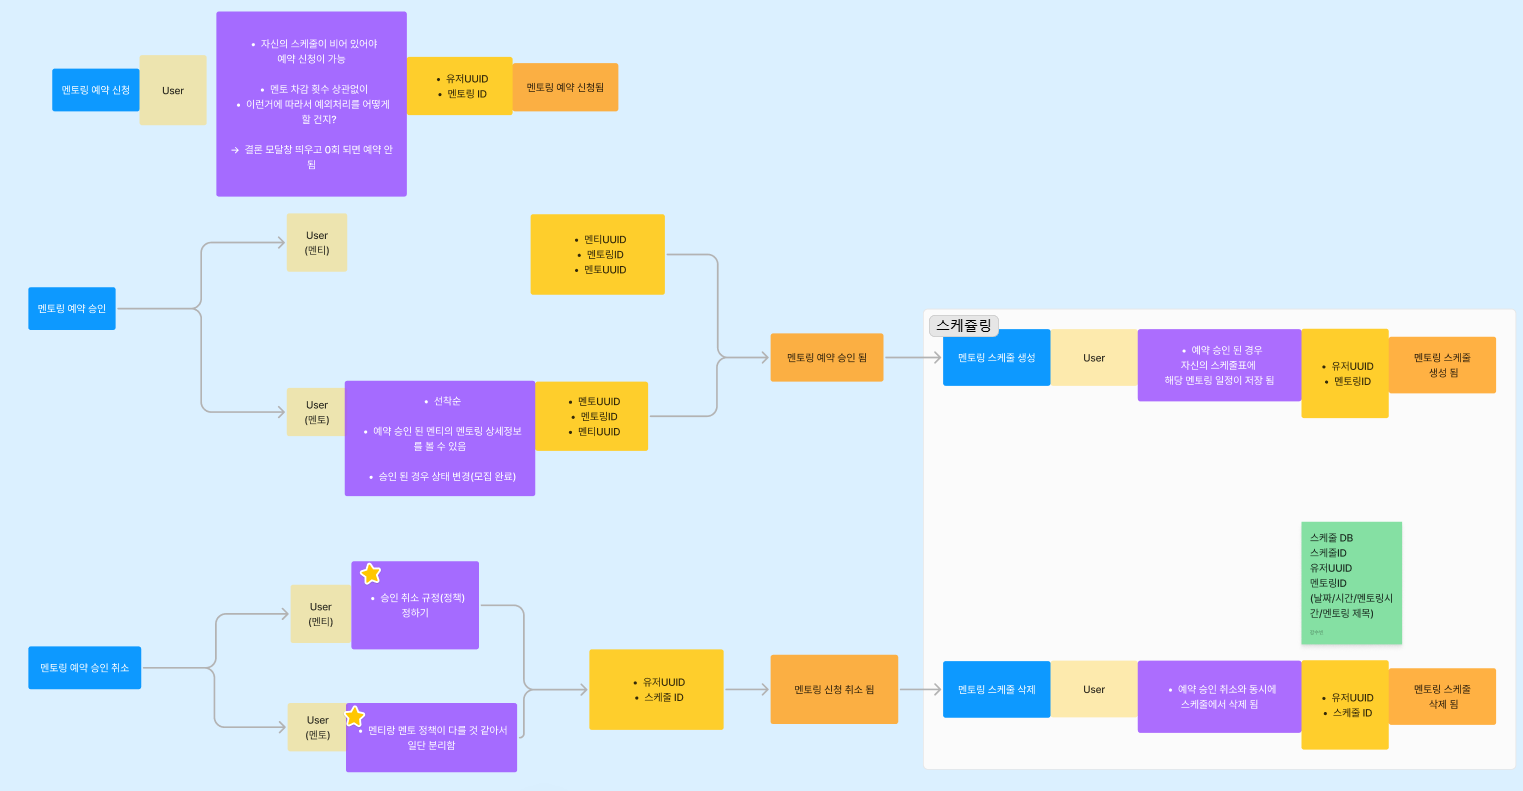 멘토링 예약 신청
User
• 자신의 스케줄이 비어 있어야
예약 신청이 가능
• 멘토 차감 횟수 상관없이
• 이런거에 따라서 예외처리를 어떻게
할 건지?
→ 결론 모달창 띄우고 0회 되면 예약 안
됨
• 유저UUID
• 멘토링 ID
멘토링 예약 신청됨
멘토링 예약 승인
User
(멘티)
• 멘티UUID
• 멘토링ID
• 멘토UUID
User
(멘토)
• 선착순
• 예약 승인 된 멘티의 멘토링 상세정보
를 볼 수 있음
• 승인 된 경우 상태 변경(모집 완료)
• 멘토UUID
• 멘토링ID
• 멘티UUID
멘토링 예약 승인 됨
스케쥴링
멘토링 스케줄 생성
User
• 예약 승인 된 경우
자신의 스케줄표에
해당 멘토링 일정이 저장 됨
• 유저UUID
• 멘토링ID
멘토링 스케줄
생성 됨
멘토링 예약 승인 취소
User
(멘티)
• 승인 취소 규정(정책)
정하기
User
(멘토)
• 멘티랑 멘토 정책이 다를 것 같아서
일단 분리함
• 유저UUID
• 스케줄 ID
멘토링 신청 취소 됨
스케줄 DB
스케줄ID
유저UUID
멘토링ID
(날짜/시간/멘토링시
간/멘토링 제목)
멘토링 스케줄 삭제
User
• 예약 승인 취소와 동시에
스케줄에서 삭제 됨
• 유저UUID
• 스케줄 ID
멘토링 스케줄
삭제 됨